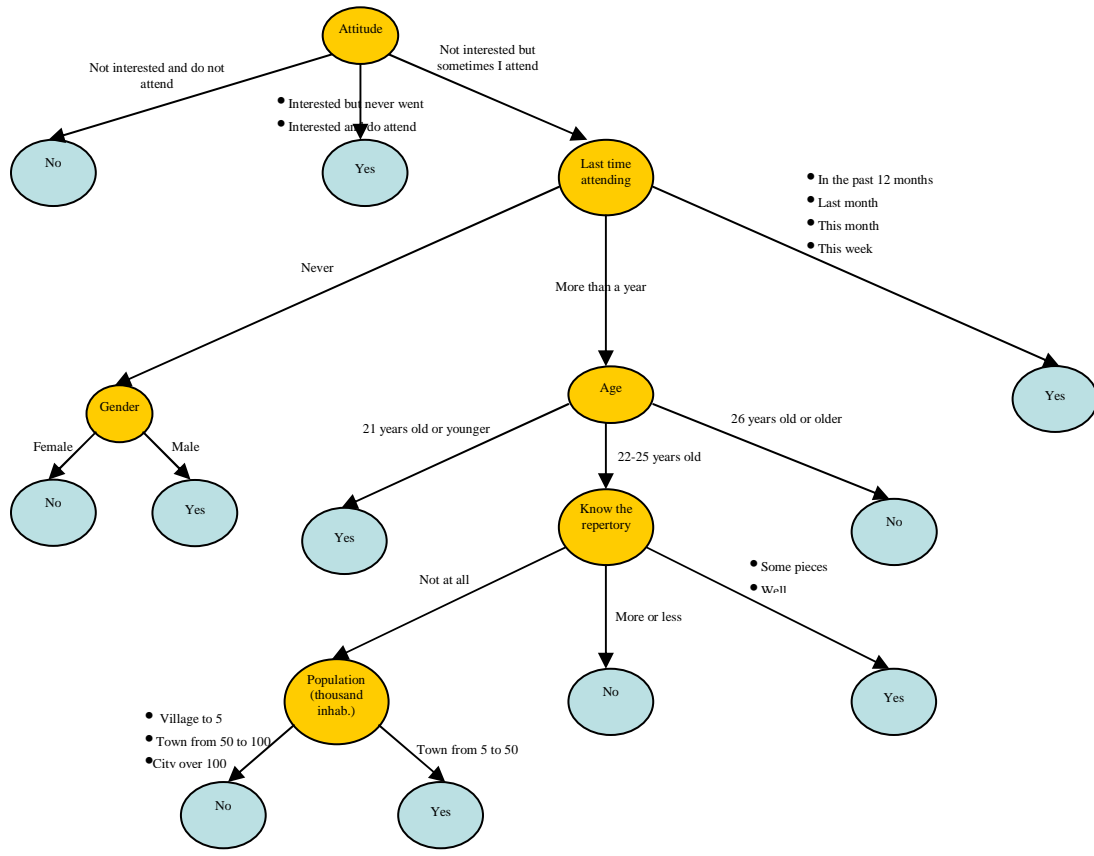 Attitude
Not interested but
sometimes I attend
Not interested and do not
attend
• Interested but never went
• Interested and do attend
No
Yes
Last time
attending
• In the past 12 months
• Last month
• This month
• This week
Never
More than a year
Gender
Age
Yes
21 years old or younger
26 years old or older
Female
Male
22-25 years old
No
Yes
Yes
Know the
repertory
No
Not at all
• Some pieces
• Well
More or less
Population
(thousand
inhab.)
No
Yes
• Village to 5
• Town from 50 to 100
• City over 100
Town from 5 to 50
No
Yes